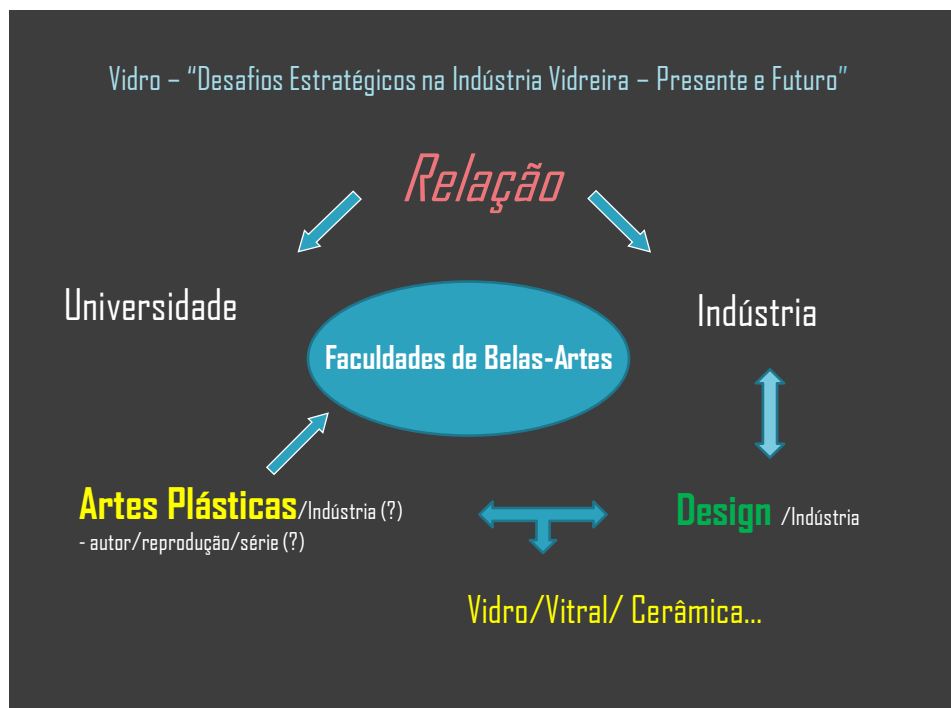 Vidro – “Desafios Estratégicos na Indústria Vidreira – Presente e Futuro”
Relação
Universidade
Indústria
Faculdades de Belas-Artes
Artes Plásticas/Indústria (?)
- autor/reprodução/série (?)
Design /Indústria
Vidro/Vitral/ Cerâmica...